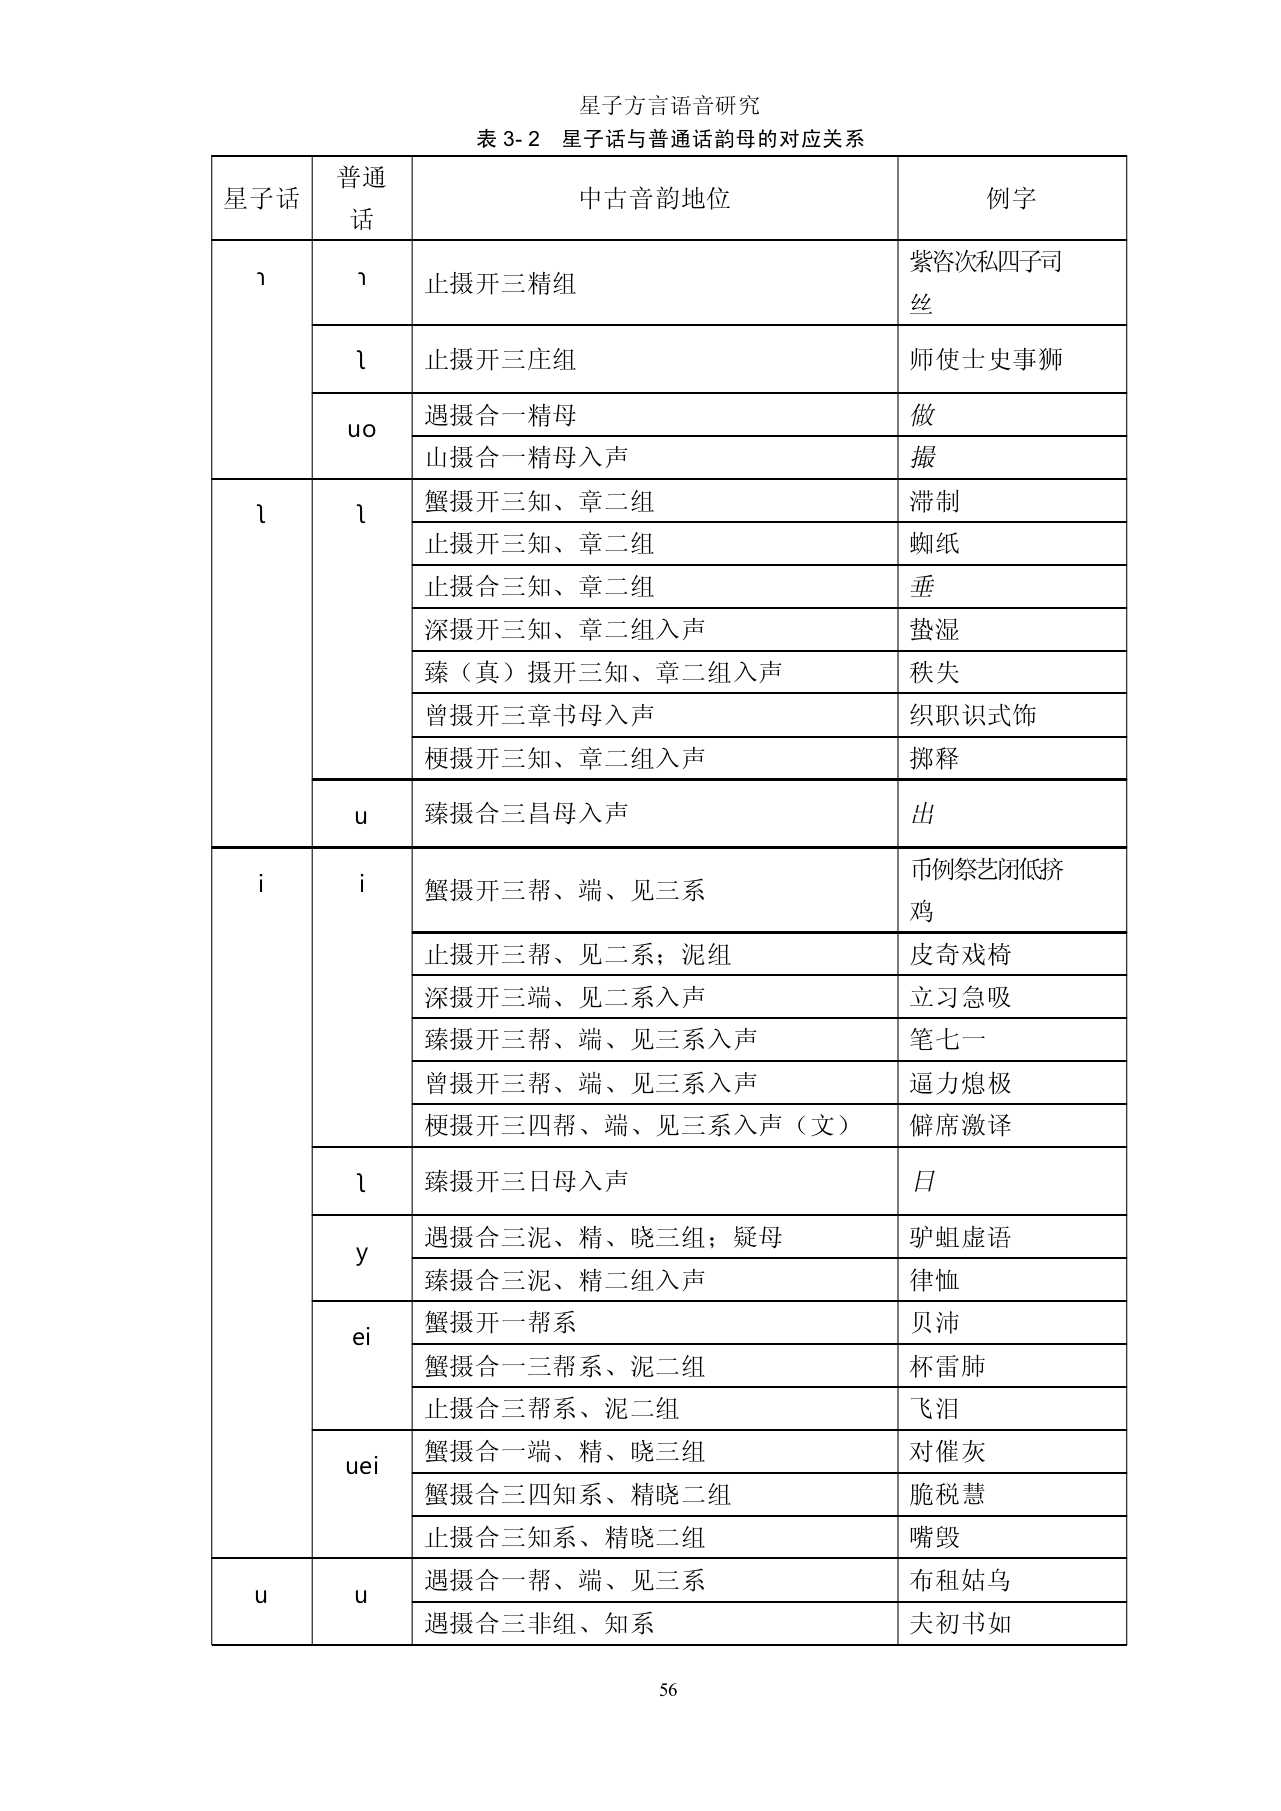 星子方言语音研究
表 3- 2 星子话与普通话韵母的对应关系
星子话 普通话 中古音韵地位 例字
ɿ ɿ 止摄开三精组 紫咨次私四子司
丝
ʅ 止摄开三庄组 师使士史事狮
uo 遇摄合一精母 做
山摄合一精母入声 撮
ʅ ʅ 蟹摄开三知、章二组 滞制
止摄开三知、章二组 蜘纸
止摄合三知、章二组 垂
深摄开三知、章二组入声 蛰湿
臻（真）摄开三知、章二组入声 秩失
曾摄开三章书母入声 织职识式饰
梗摄开三知、章二组入声 掷释
u 臻摄合三昌母入声 出
i i 蟹摄开三帮、端、见三系 币例祭艺闭低挤
鸡
止摄开三帮、见二系；泥组 皮奇戏椅
深摄开三端、见二系入声 立习急吸
臻摄开三帮、端、见三系入声 笔七一
曾摄开三帮、端、见三系入声 逼力熄极
梗摄开三四帮、端、见三系入声（文） 僻席激译
ʅ 臻摄开三日母入声 日
y 遇摄合三泥、精、晓三组；疑母 驴蛆虚语
臻摄合三泥、精二组入声 律恤
ei 蟹摄开一帮系 贝沛
蟹摄合一三帮系、泥二组 杯雷肺
止摄合三帮系、泥二组 飞泪
uei 蟹摄合一端、精、晓三组 对催灰
蟹摄合三四知系、精晓二组 脆税慧
止摄合三知系、精晓二组 嘴毁
u u 遇摄合一帮、端、见三系 布租姑乌
遇摄合三非组、知系 夫初书如
56